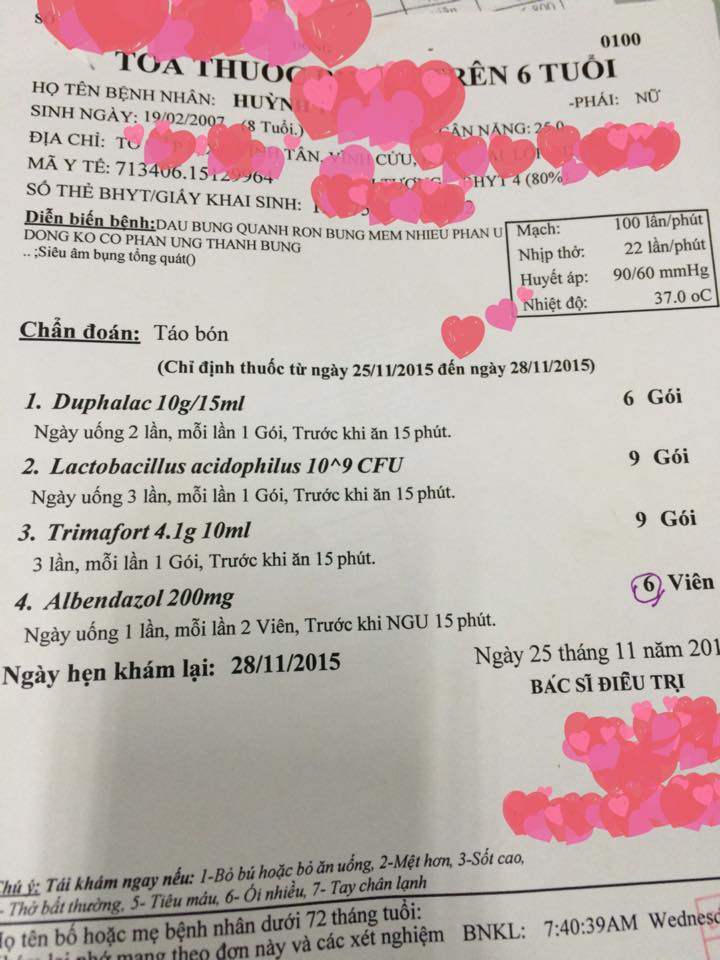 0100
TOA THUỐC TRÊN 6 TUỔI
HỌ TÊN BỆNH NHÂN: HUỲNH -PHÁI: NỮ
SINH NGÀY: 19/02/2007 (8 Tuổi.) CÂN NẶNG:
ĐỊA CHỈ: TÂN, VĨNH CỬU,
MÃ Y TẾ: 713406.15129964 BHYT 4 (80%)
SỐ THẺ BHYT/GIẤY KHAI SINH:
Diễn biến bệnh:DAU BUNG QUANH RON BUNG MEM NHIEU PHAN U
DONG KO CO PHAN UNG THANH BUNG
.. ;Siêu âm bụng tổng quát()
Mạch: 100 lần/phút
Nhịp thở: 22 lần/phút
Huyết áp: 90/60 mmHg
Nhiệt độ: 37.0 oC
Chẩn đoán: Táo bón
(Chỉ định thuốc từ ngày 25/11/2015 đến ngày 28/11/2015)
1. Duphalac 10g/15ml 6 Gói
Ngày uống 2 lần, mỗi lần 1 Gói, Trước khi ăn 15 phút.
2. Lactobacillus acidophilus 10^9 CFU 9 Gói
Ngày uống 3 lần, mỗi lần 1 Gói, Trước khi ăn 15 phút.
3. Trimafort 4.1g 10ml 9 Gói
3 lần, mỗi lần 1 Gói, Trước khi ăn 15 phút.
4. Albendazol 200mg 6 Viên
Ngày uống 1 lần, mỗi lần 2 Viên, Trước khi NGU 15 phút.
Ngày hẹn khám lại: 28/11/2015
Ngày 25 tháng 11 năm 201
BÁC SĨ ĐIỀU TRỊ
Chú ý: Tái khám ngay nếu: 1-Bỏ bú hoặc bỏ ăn uống, 2-Mệt hơn, 3-Sốt cao,
- Thở bất thường, 5- Tiêu máu, 6- Ói nhiều, 7- Tay chân lạnh
Họ tên bố hoặc mẹ bệnh nhân dưới 72 tháng tuổi:
khám lại nhớ mang theo đơn này và các xét nghiệm BNKL: 7:40:39AM Wednesd